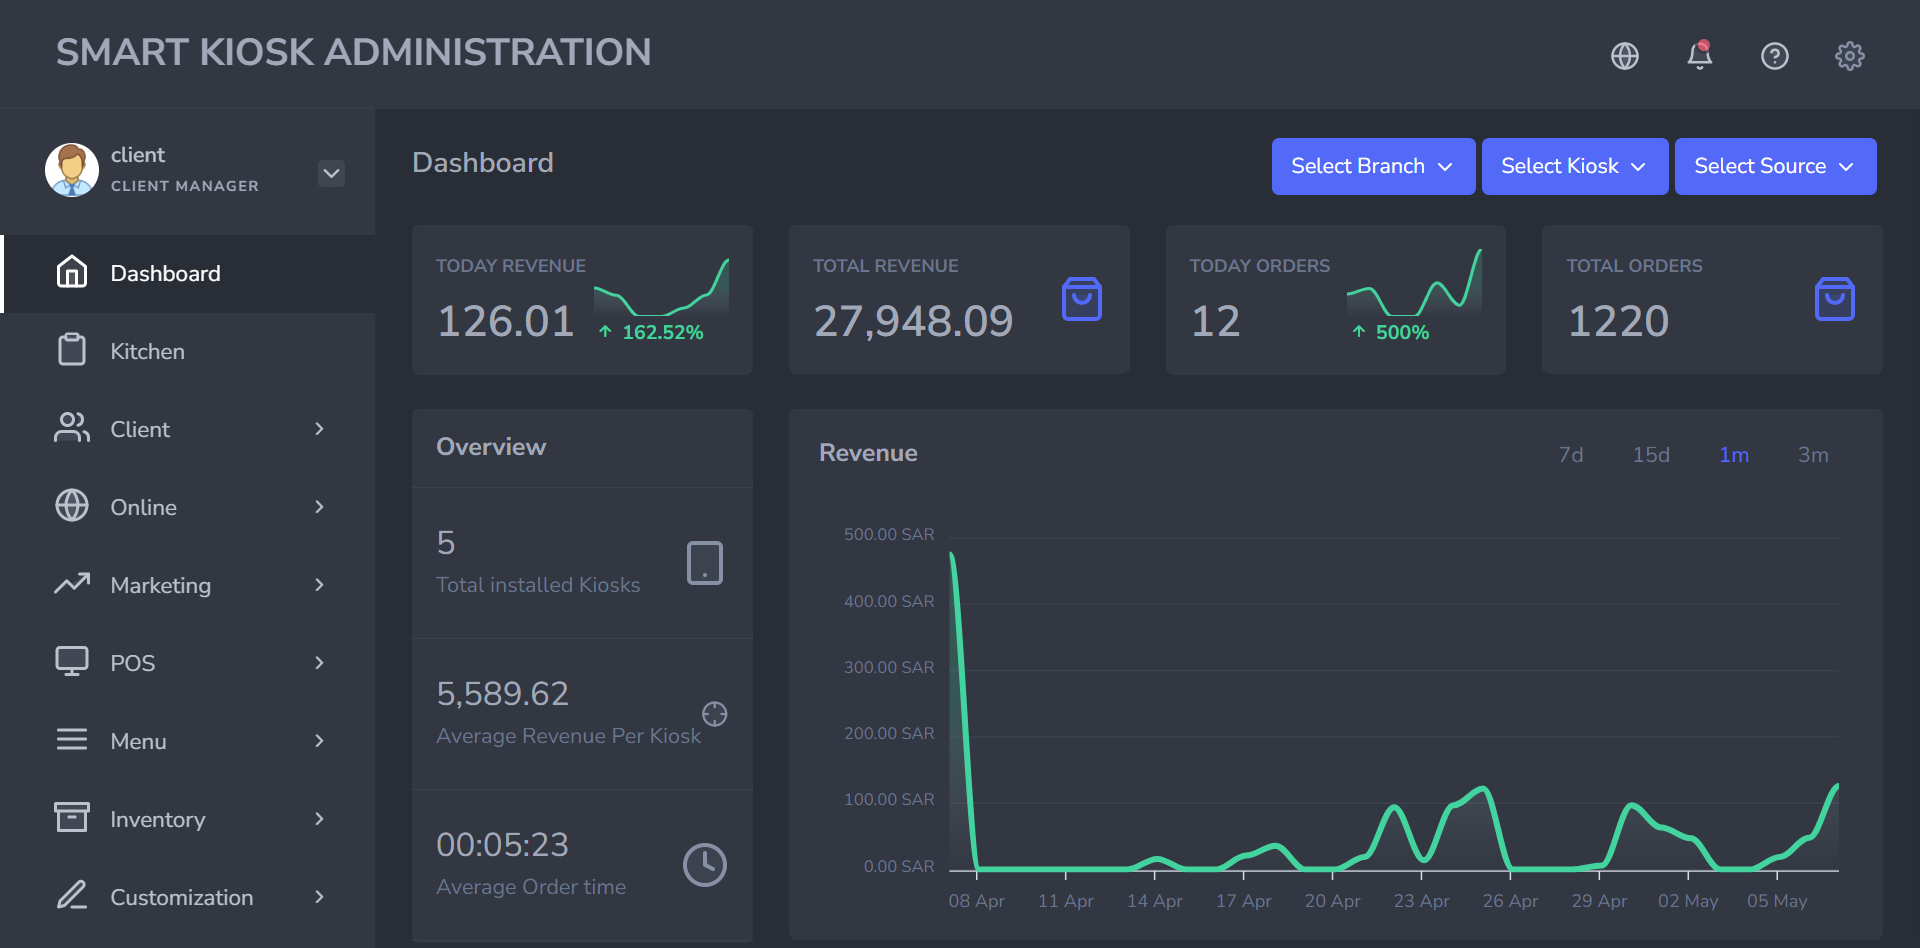 SMART KIOSK ADMINISTRATION
client
CLIENT MANAGER
Dashboard
Kitchen
Client
Online
Marketing
POS
Menu
Inventory
Customization
Dashboard
Select Branch
Select Kiosk
Select Source
TODAY REVENUE
126.01
162.52%
TOTAL REVENUE
27,948.09
TODAY ORDERS
12
500%
TOTAL ORDERS
1220
Overview
5
Total installed Kiosks
5,589.62
Average Revenue Per Kiosk
00:05:23
Average Order time
Revenue
7d 15d 1m 3m
500.00 SAR
400.00 SAR
300.00 SAR
200.00 SAR
100.00 SAR
0.00 SAR
08 Apr 11 Apr 14 Apr 17 Apr 20 Apr 23 Apr 26 Apr 29 Apr 02 May 05 May